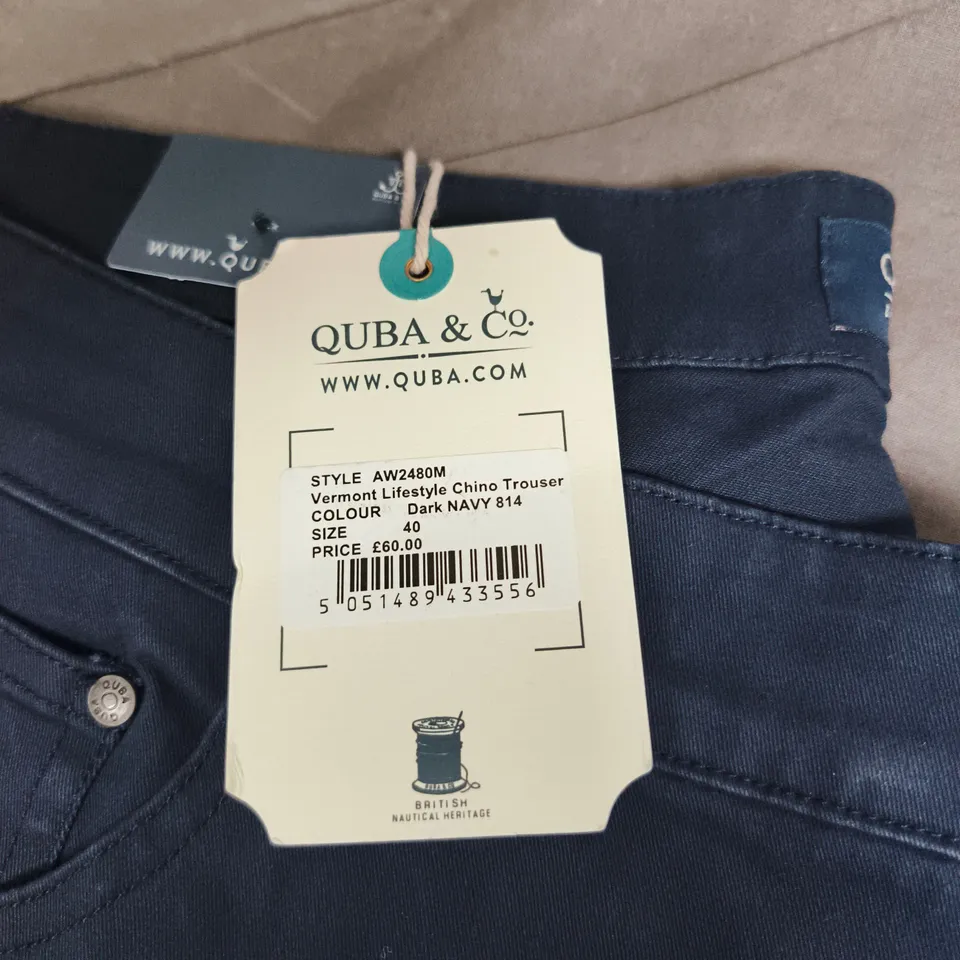 WWW.QU
QUBA & Co.
WWW.QUBA.COM
STYLE AW2480M
Vermont Lifestyle Chino Trouser
COLOUR Dark NAVY 814
SIZE 40
PRICE £60.00
5 051489 433556
QUBA
QUBA
BRITISH
NAUTICAL HERITAGE